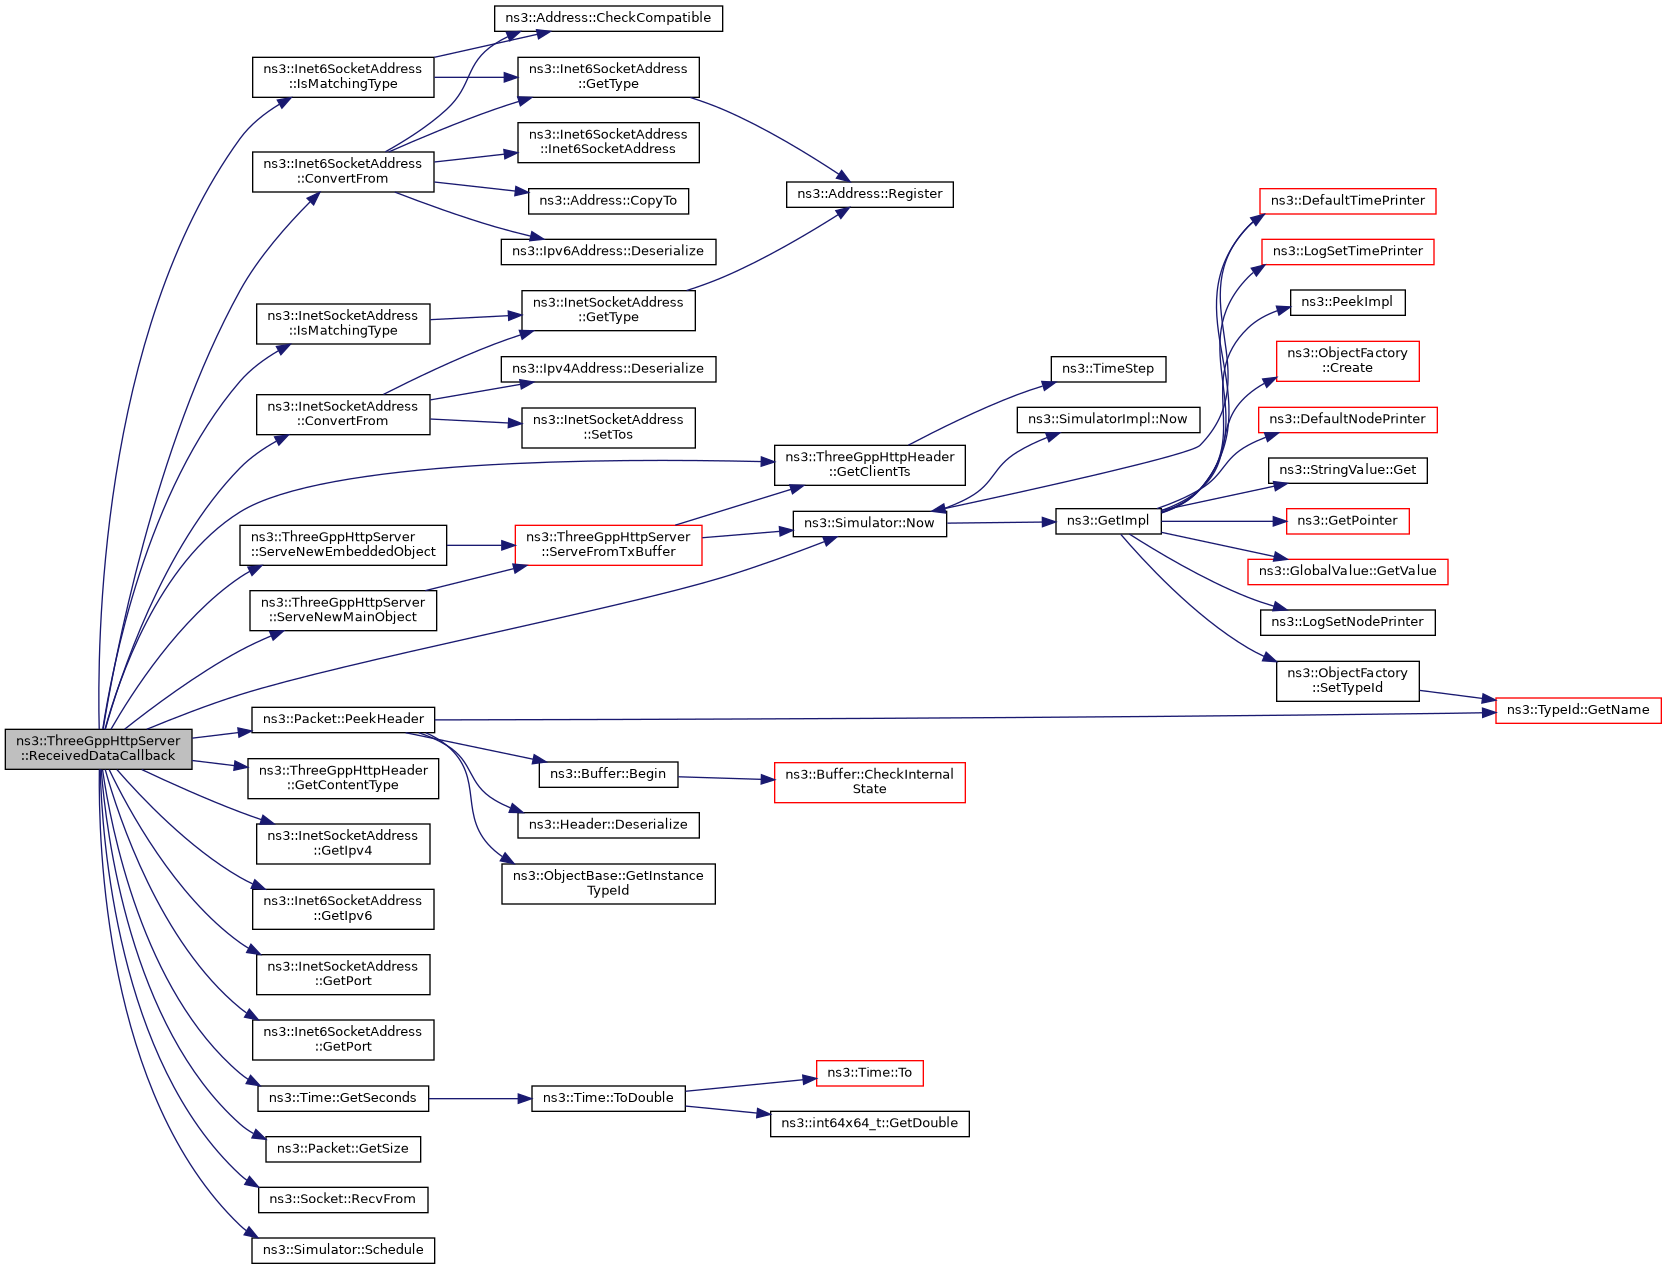 ns3::ThreeGppHttpServer
::ReceivedDataCallback
ns3::Inet6SocketAddress
::IsMatchingType
ns3::Inet6SocketAddress
::ConvertFrom
ns3::InetSocketAddress
::IsMatchingType
ns3::InetSocketAddress
::ConvertFrom
ns3::ThreeGppHttpServer
::ServeNewEmbeddedObject
ns3::ThreeGppHttpServer
::ServeNewMainObject
ns3::Packet::PeekHeader
ns3::ThreeGppHttpHeader
::GetContentType
ns3::InetSocketAddress
::GetIpv4
ns3::Inet6SocketAddress
::GetIpv6
ns3::InetSocketAddress
::GetPort
ns3::Inet6SocketAddress
::GetPort
ns3::Time::GetSeconds
ns3::Packet::GetSize
ns3::Socket::RecvFrom
ns3::Simulator::Schedule
ns3::Address::CheckCompatible
ns3::Inet6SocketAddress
::GetType
ns3::Inet6SocketAddress
::Inet6SocketAddress
ns3::Address::CopyTo
ns3::Ipv6Address::Deserialize
ns3::InetSocketAddress
::GetType
ns3::Ipv4Address::Deserialize
ns3::InetSocketAddress
::SetTos
ns3::ThreeGppHttpServer
::ServeFromTxBuffer
ns3::Buffer::Begin
ns3::Header::Deserialize
ns3::ObjectBase::GetInstance
TypeId
ns3::Time::ToDouble
ns3::Address::Register
ns3::ThreeGppHttpHeader
::GetClientTs
ns3::Simulator::Now
ns3::Buffer::CheckInternal
State
ns3::Time::To
ns3::int64x64_t::GetDouble
ns3::TimeStep
ns3::SimulatorImpl::Now
ns3::GetImpl
ns3::DefaultTimePrinter
ns3::LogSetTimePrinter
ns3::PeekImpl
ns3::ObjectFactory
::Create
ns3::DefaultNodePrinter
ns3::StringValue::Get
ns3::GetPointer
ns3::GlobalValue::GetValue
ns3::LogSetNodePrinter
ns3::ObjectFactory
::SetTypeId
ns3::TypeId::GetName